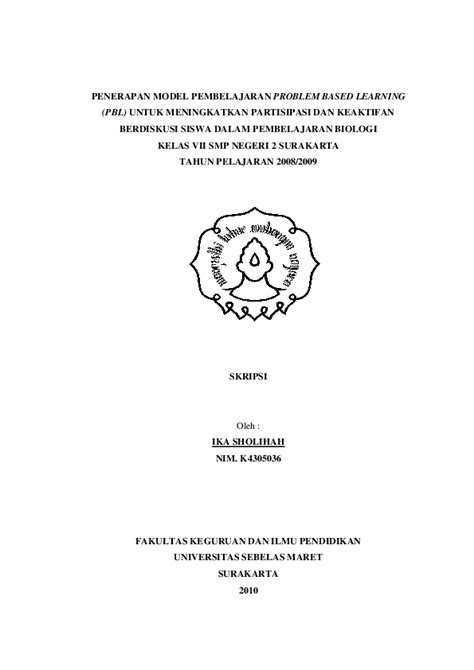 PENERAPAN MODEL PEMBELAJARAN PROBLEM BASED LEARNING
(PBL) UNTUK MENINGKATKAN PARTISIPASI DAN KEAKTIFAN
BERDISKUSI SISWA DALAM PEMBELAJARAN BIOLOGI
KELAS VII SMP NEGERI 2 SURAKARTA
TAHUN PELAJARAN 2008/2009
SKRIPSI
Oleh :
IKA SHOLIHAH
NIM. K4305036
FAKULTAS KEGURUAN DAN ILMU PENDIDIKAN
UNIVERSITAS SEBELAS MARET
SURAKARTA
2010